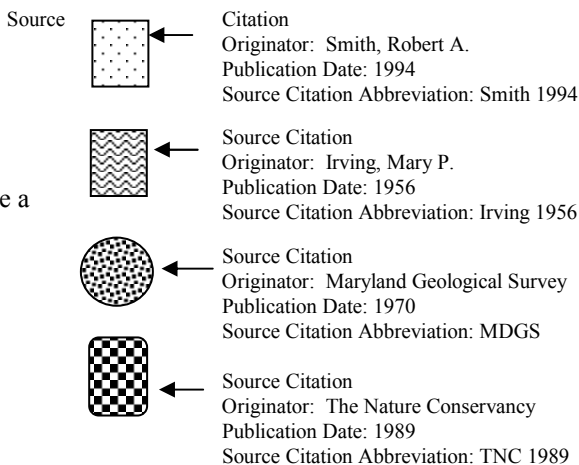 Source
Citation
Originator: Smith, Robert A.
Publication Date: 1994
Source Citation Abbreviation: Smith 1994
Source Citation
Originator: Irving, Mary P.
Publication Date: 1956
Source Citation Abbreviation: Irving 1956
e a
Source Citation
Originator: Maryland Geological Survey
Publication Date: 1970
Source Citation Abbreviation: MDGS
Source Citation
Originator: The Nature Conservancy
Publication Date: 1989
Source Citation Abbreviation: TNC 1989